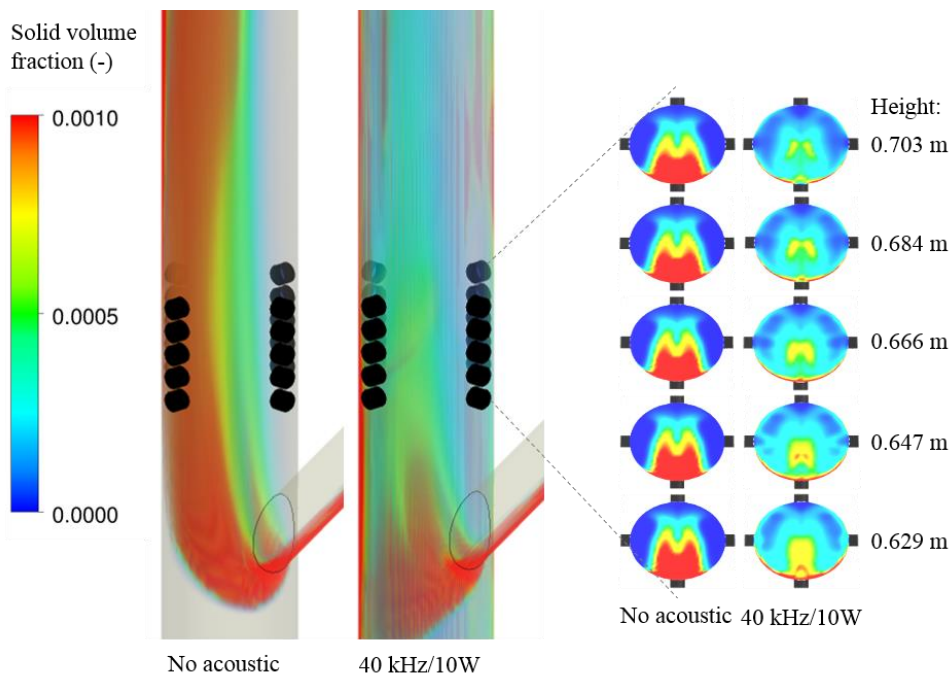 Solid volume
fraction (-)
0.0010
0.0005
0.0000
No acoustic
40 kHz/10W
Height:
0.703 m
0.684 m
0.666 m
0.647 m
0.629 m
No acoustic
40 kHz/10W